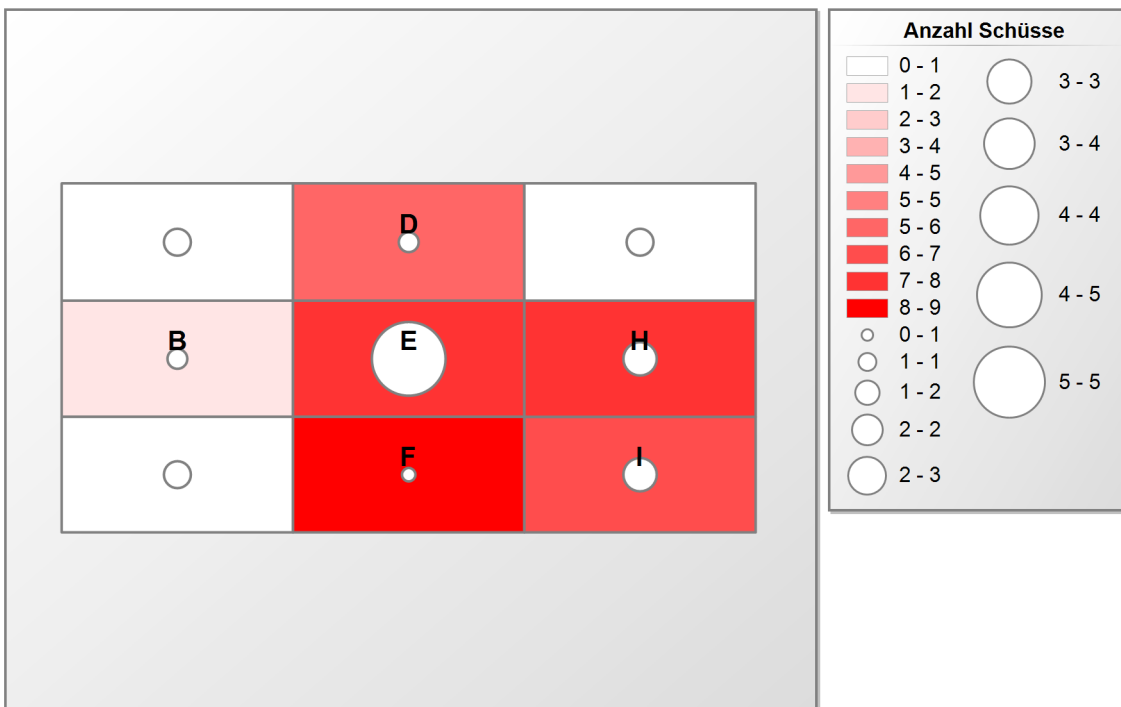 D
B
E
H
F
I
Anzahl Schüsse
0 - 1
1 - 2
2 - 3
3 - 4
4 - 5
5 - 5
5 - 6
6 - 7
7 - 8
8 - 9
0 - 1
1 - 1
1 - 2
2 - 2
2 - 3
3 - 3
3 - 4
4 - 4
4 - 5
5 - 5